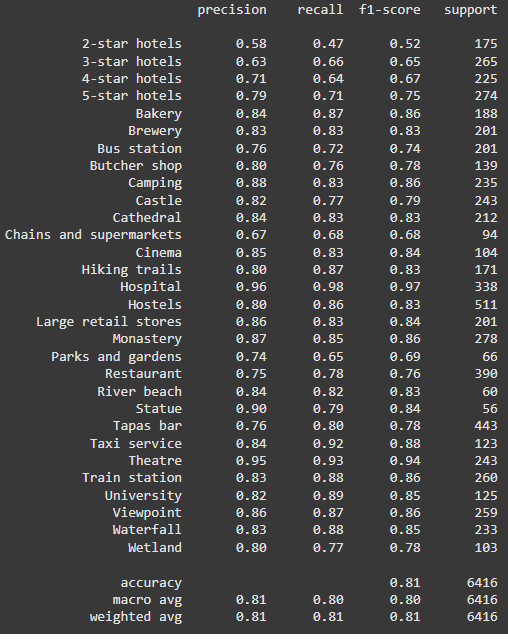 precision recall f1-score support
2-star hotels 0.58 0.47 0.52 175
3-star hotels 0.63 0.66 0.65 265
4-star hotels 0.71 0.64 0.67 225
5-star hotels 0.79 0.71 0.75 274
Bakery 0.84 0.87 0.86 188
Brewery 0.83 0.83 0.83 201
Bus station 0.76 0.72 0.74 201
Butcher shop 0.80 0.76 0.78 139
Camping 0.88 0.83 0.86 235
Castle 0.82 0.77 0.79 243
Cathedral 0.84 0.83 0.83 212
Chains and supermarkets 0.67 0.68 0.68 94
Cinema 0.85 0.83 0.84 104
Hiking trails 0.80 0.87 0.83 171
Hospital 0.96 0.98 0.97 338
Hostels 0.80 0.86 0.83 511
Large retail stores 0.86 0.83 0.84 201
Monastery 0.87 0.85 0.86 278
Parks and gardens 0.74 0.65 0.69 66
Restaurant 0.75 0.78 0.76 390
River beach 0.84 0.82 0.83 60
Statue 0.90 0.79 0.84 56
Tapas bar 0.76 0.80 0.78 443
Taxi service 0.84 0.92 0.88 123
Theatre 0.95 0.93 0.94 243
Train station 0.83 0.88 0.86 260
University 0.82 0.89 0.85 125
Viewpoint 0.86 0.87 0.86 259
Waterfall 0.83 0.88 0.85 233
Wetland 0.80 0.77 0.78 103
accuracy 0.81 6416
macro avg 0.81 0.80 0.80 6416
weighted avg 0.81 0.81 0.81 6416